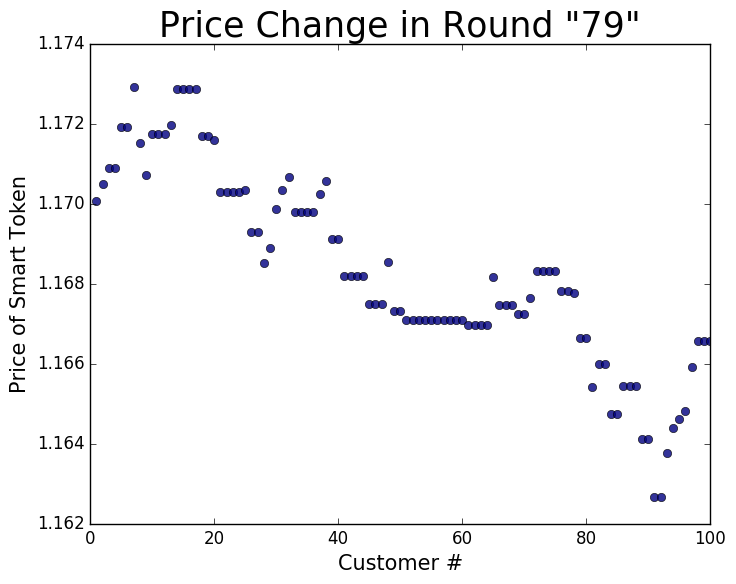 Price Change in Round "79"
Price of Smart Token
1.174
1.172
1.170
1.168
1.166
1.164
1.162
0 20 40 60 80 100
Customer #